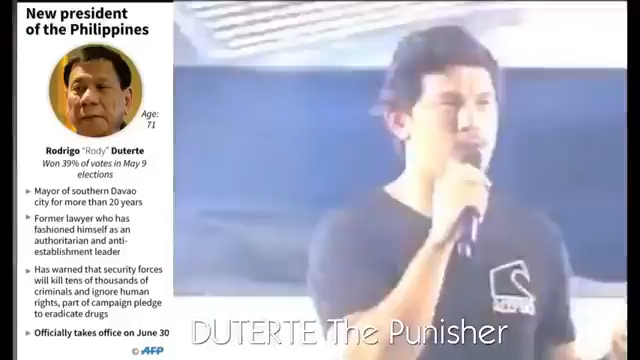 New president
of the Philippines
Age:
71
Rodrigo "Rody" Duterte
Won 39% of votes in May 9
elections
Mayor of southern Davao
city for more than 20 years
Former lawyer who has
fashioned himself as an
authoritarian and anti-
establishment leader
Has warned that security forces
will kill tens of thousands of
criminals and ignore human
rights, part of campaign pledge
to eradicate drugs
Officially takes office on June 30
© AFP
DUTERTE The Punisher